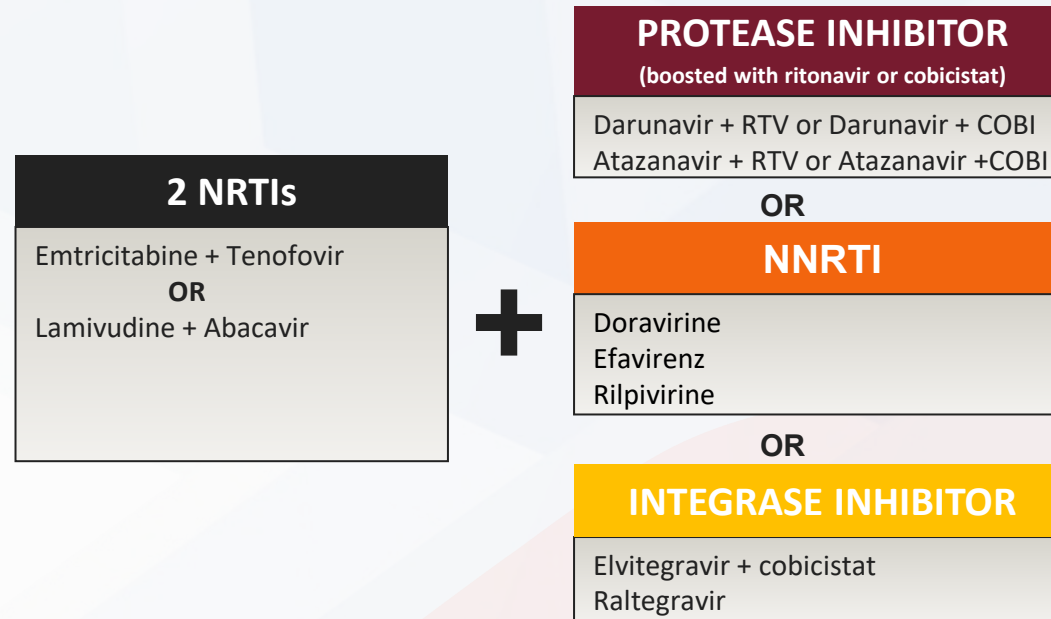 2 NRTIs
Emtricitabine + Tenofovir
OR
Lamivudine + Abacavir
+
PROTEASE INHIBITOR
(boosted with ritonavir or cobicistat)
Darunavir + RTV or Darunavir + COBI
Atazanavir + RTV or Atazanavir +COBI
OR
NNRTI
Doravirine
Efavirenz
Rilpivirine
OR
INTEGRASE INHIBITOR
Elvitegravir + cobicistat
Raltegravir